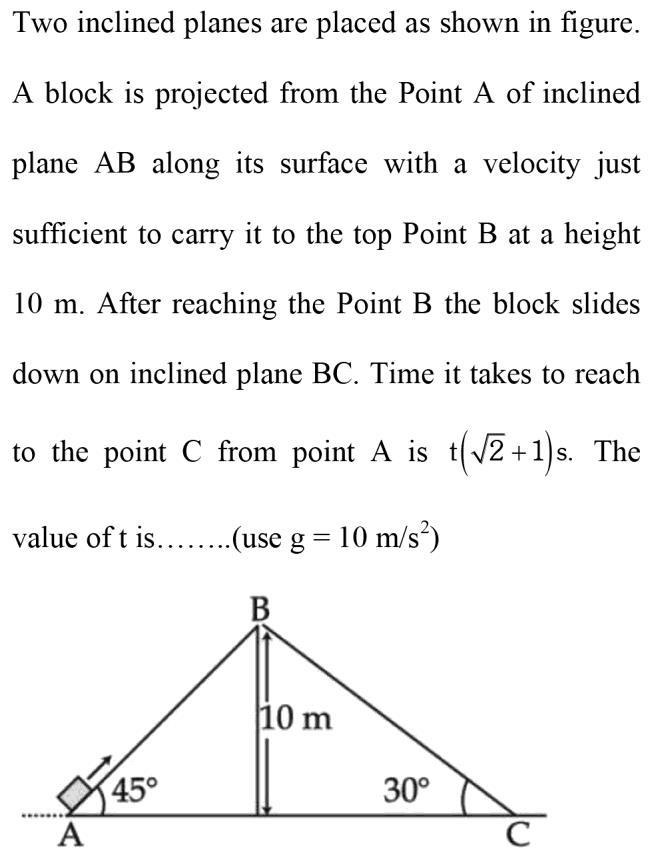 Two inclined planes are placed as shown in figure.
A block is projected from the Point A of inclined
plane AB along its surface with a velocity just
sufficient to carry it to the top Point B at a height
10 m. After reaching the Point B the block slides
down on inclined plane BC. Time it takes to reach
to the point C from point A is t(√2+1)s. The
value of t is........(use g = 10 m/s²)
B
10 m
45°
30°
A
C